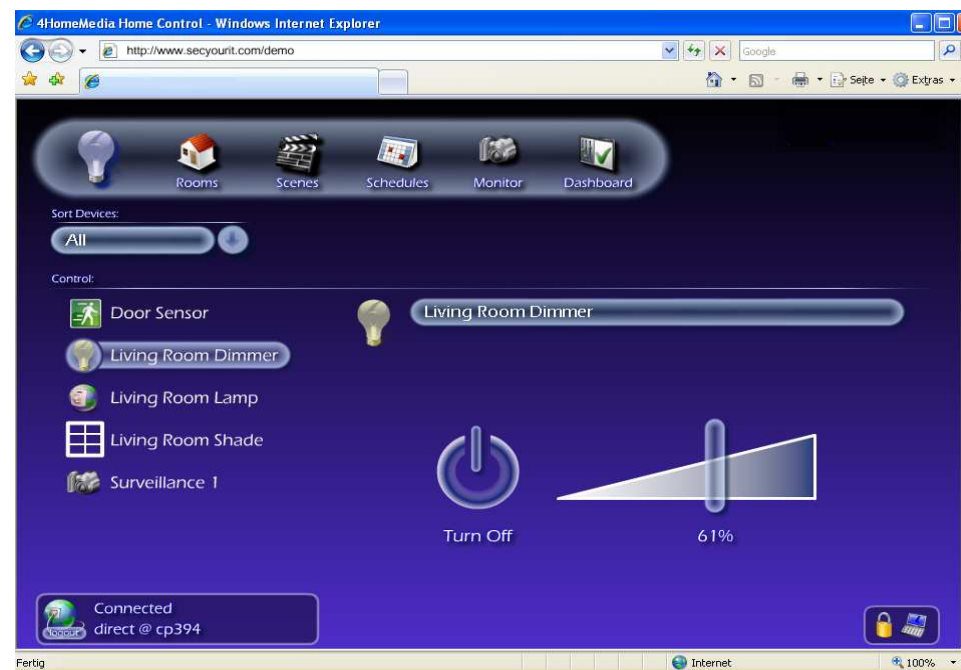 4HomeMedia Home Control - Windows Internet Explorer
http://www.secyourit.com/demo
Google
Seite
Extras
Rooms
Scenes
Schedules
Monitor
Dashboard
Sort Devices:
All
Control:
Door Sensor
Living Room Dimmer
Living Room Dimmer
Living Room Lamp
Living Room Shade
Surveillance 1
Turn Off
61%
Connected
logout
direct @ cp394
Fertig
Internet
100%